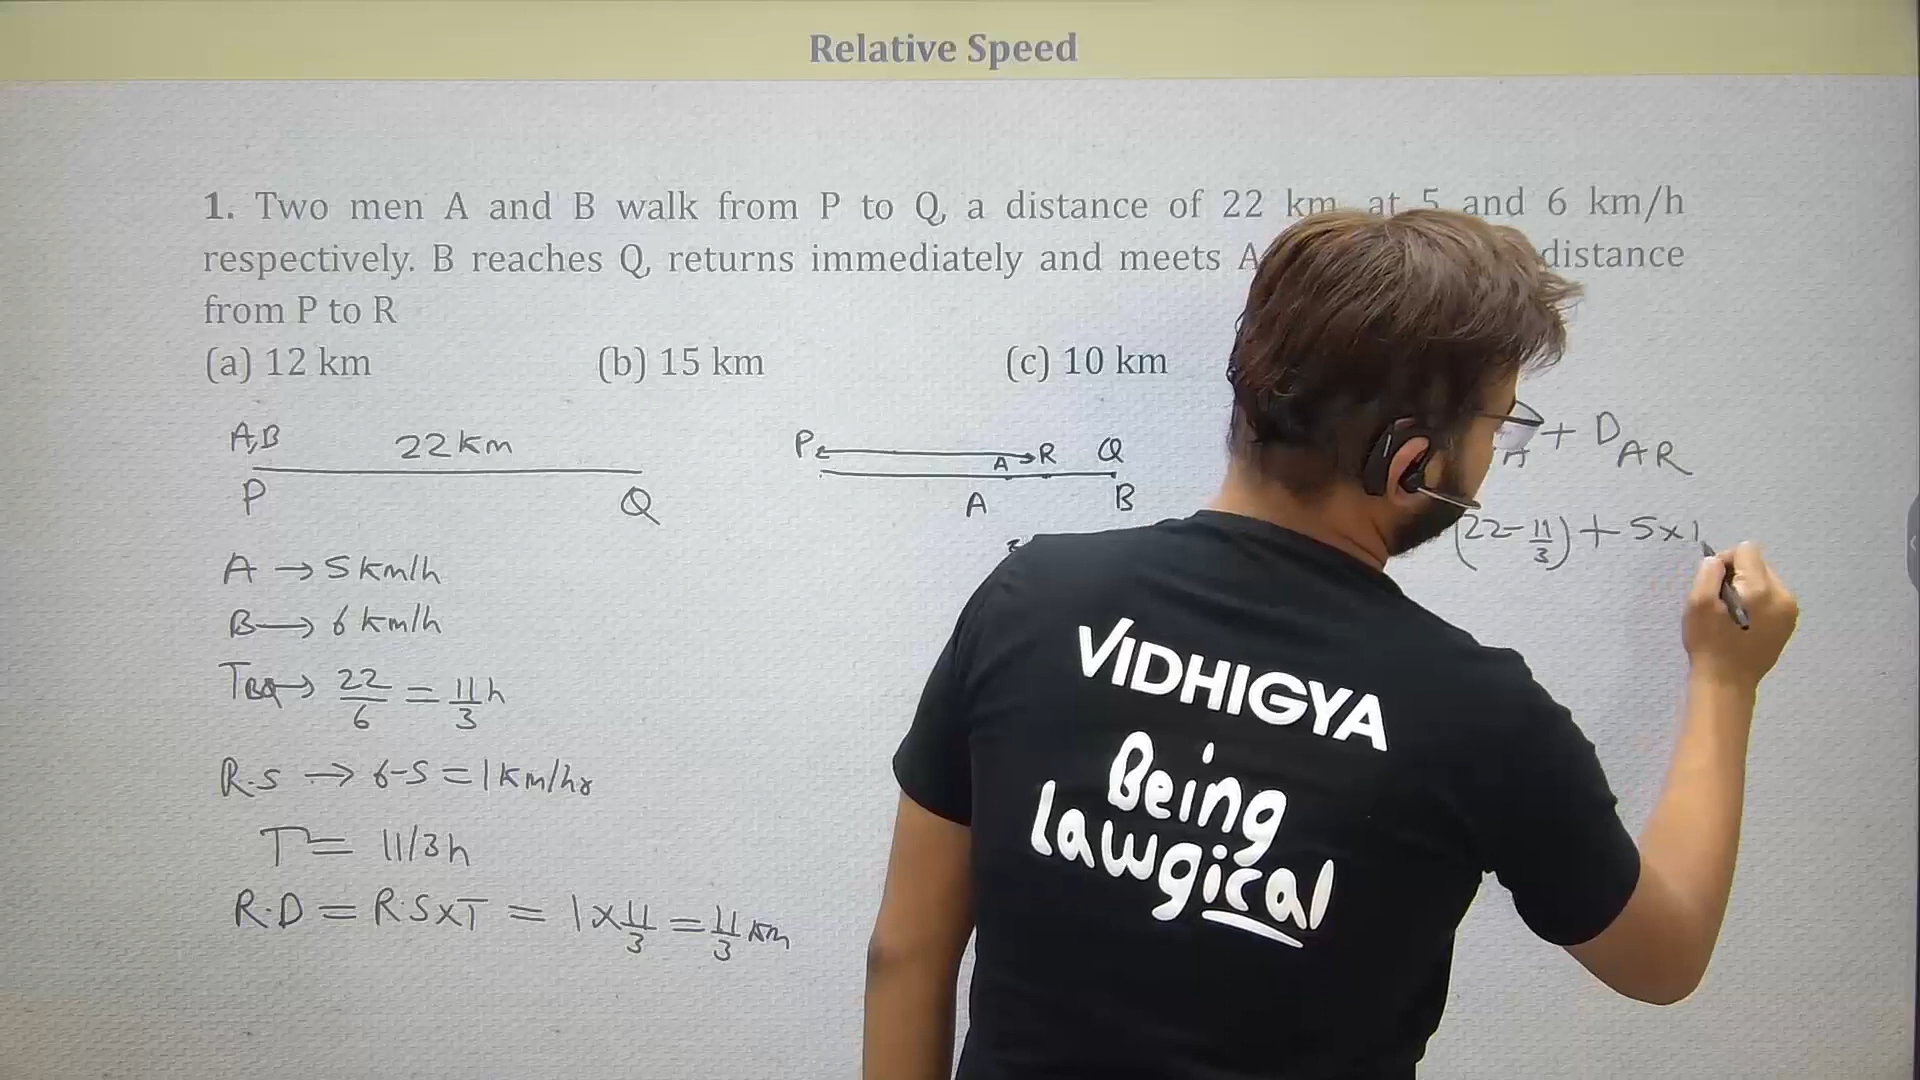 Relative Speed
1. Two men A and B walk from P to Q, a distance of 22 km at 5 and 6 km/h
respectively. B reaches Q, returns immediately and meets A distance
from P to R
(a) 12 km (b) 15 km (c) 10 km
A,B 22 km
P Q
P A R Q
A B
+ D AR
(22-11/3) + 5×1
A → 5 km/h
B → 6 km/h
T BQ → 22/6 = 11/3 h
R.S → 6-5 = 1 km/hr
T = 11/3 h
R.D = R.S×T = 1×11/3 = 11/3 km
VIDHIGYA
Being
Lawgical